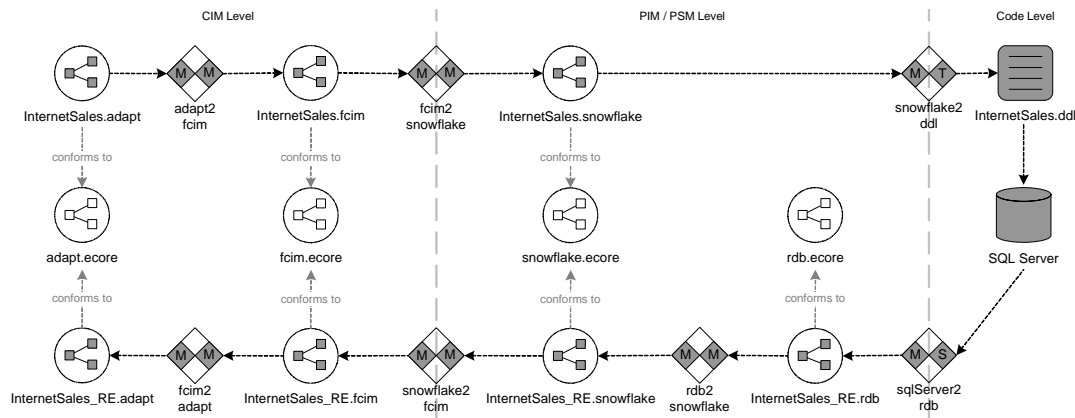 CIM Level
PIM / PSM Level
Code Level
M M
M M
M T
InternetSales.adapt
adapt2
fcim
InternetSales.fcim
fcim2
snowflake
InternetSales.snowflake
snowflake2
ddl
InternetSales.ddl
conforms to
conforms to
conforms to
adapt.ecore
fcim.ecore
snowflake.ecore
rdb.ecore
SQL Server
conforms to
conforms to
conforms to
conforms to
M M
M M
M M
M S
InternetSales_RE.adapt
fcim2
adapt
InternetSales_RE.fcim
snowflake2
fcim
InternetSales_RE.snowflake
rdb2
snowflake
InternetSales_RE.rdb
sqlServer2
rdb